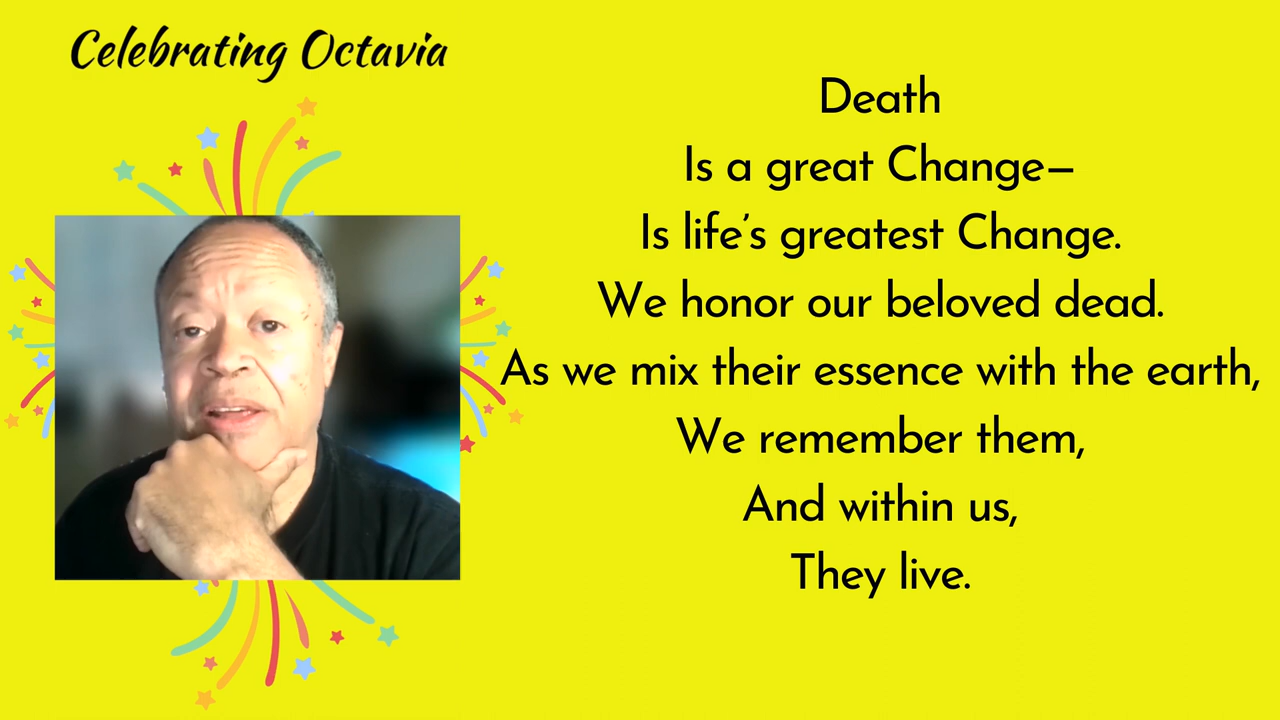 Celebrating Octavia
Death
Is a great Change–
Is life’s greatest Change.
We honor our beloved dead.
As we mix their essence with the earth,
We remember them,
And within us,
They live.